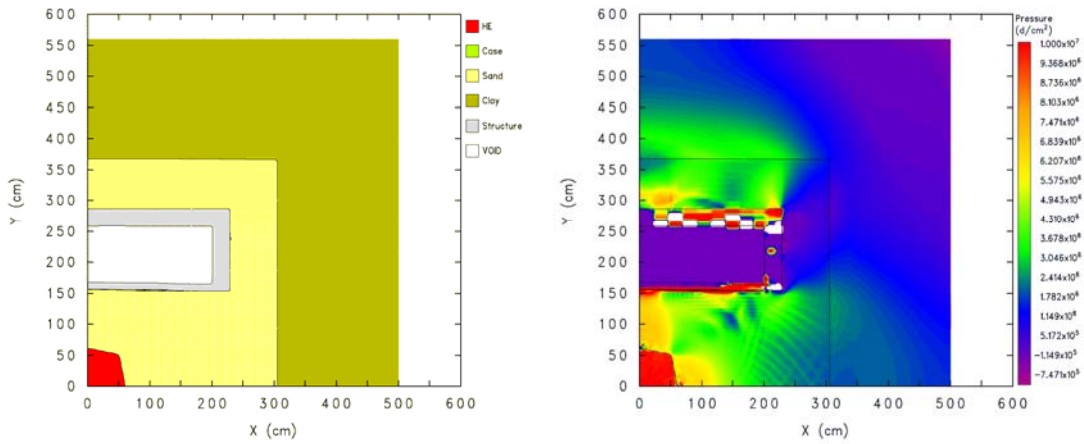 600
550
500
450
400
350
300
250
200
150
100
50
0
Y (cm)
0 100 200 300 400 500 600
X (cm)
HE
Case
Sand
Clay
Structure
VOID
600
550
500
450
400
350
300
250
200
150
100
50
0
Y (cm)
0 100 200 300 400 500 600
X (cm)
Pressure
(d/cm²)
1.000x10⁷
9.368x10⁶
8.103x10⁶
7.471x10⁶
6.839x10⁶
6.207x10⁶
5.575x10⁶
4.943x10⁶
4.310x10⁶
3.678x10⁶
2.414x10⁶
1.782x10⁶
1.149x10⁶
5.172x10⁵
-1.149x10⁵
-7.471x10⁵